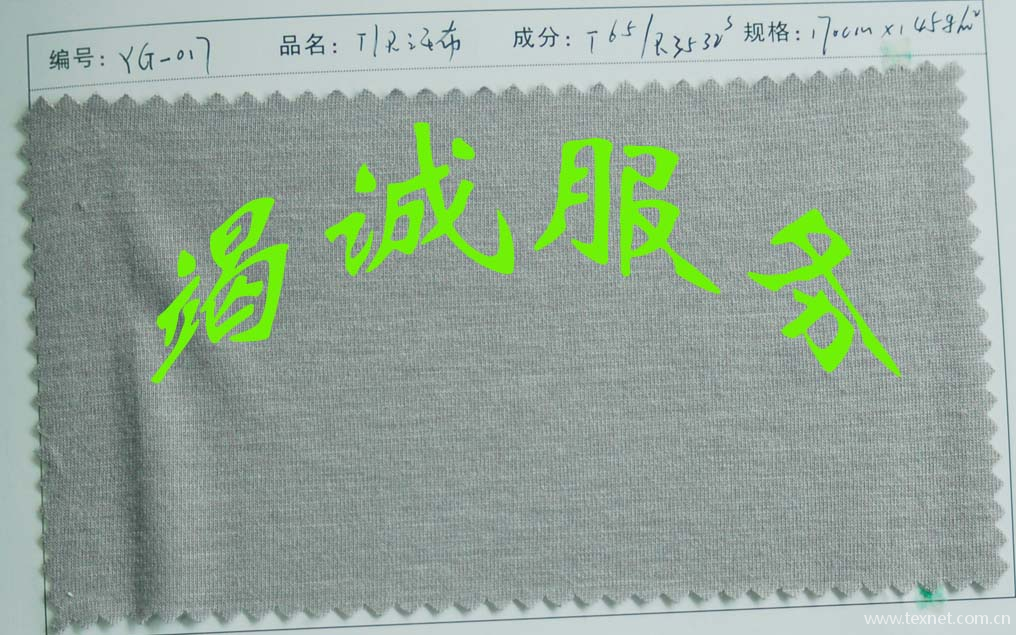 编号: YG-017 品名: T/R汗布 成分: T65/R35 32S 规格: 170cm×145g/m²
竭诚服务
www.texnet.com.cn